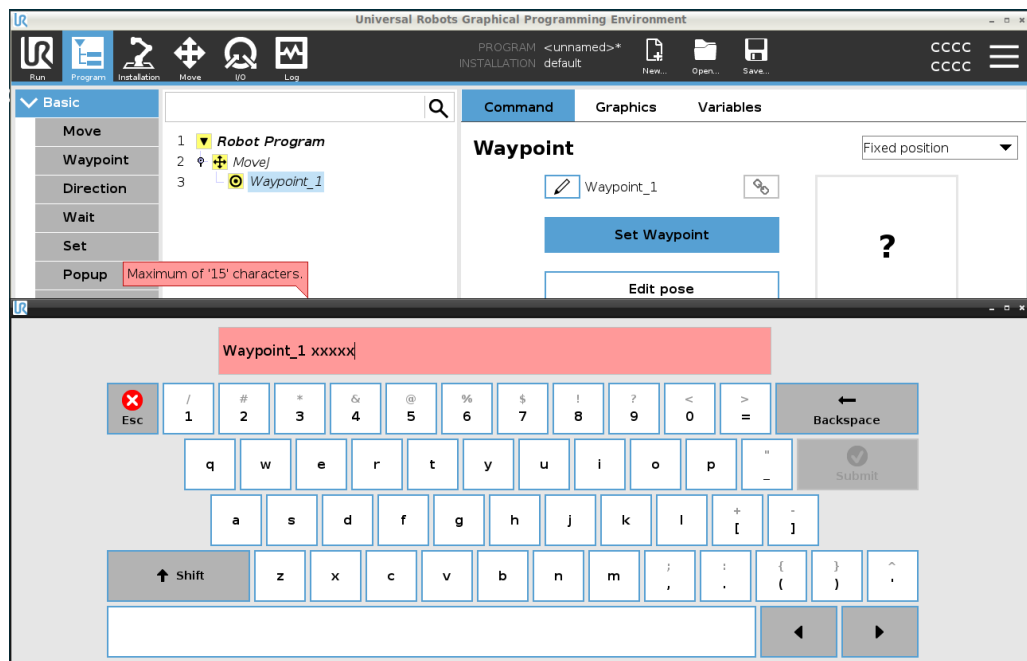 UR
Universal Robots Graphical Programming Environment
Run
Program
Installation
Move
I/O
Log
PROGRAM <unnamed>*
INSTALLATION default
New...
Open...
Save...
CCCC
CCCC
Basic
Move
Waypoint
Direction
Wait
Set
Popup
1 Robot Program
2 MoveJ
3 Waypoint_1
Command
Graphics
Variables
Waypoint
Fixed position
Waypoint_1
Set Waypoint
?
Edit pose
Maximum of '15' characters.
UR
Waypoint_1 xxxxx
Esc
/ # * & @ % $ ! ? < >
1 2 3 4 5 6 7 8 9 0 =
Backspace
q w e r t y u i o p " _
Submit
a s d f g h j k l + [ - ]
Shift
z x c v b n m ; , : . { ( } ) ^ '